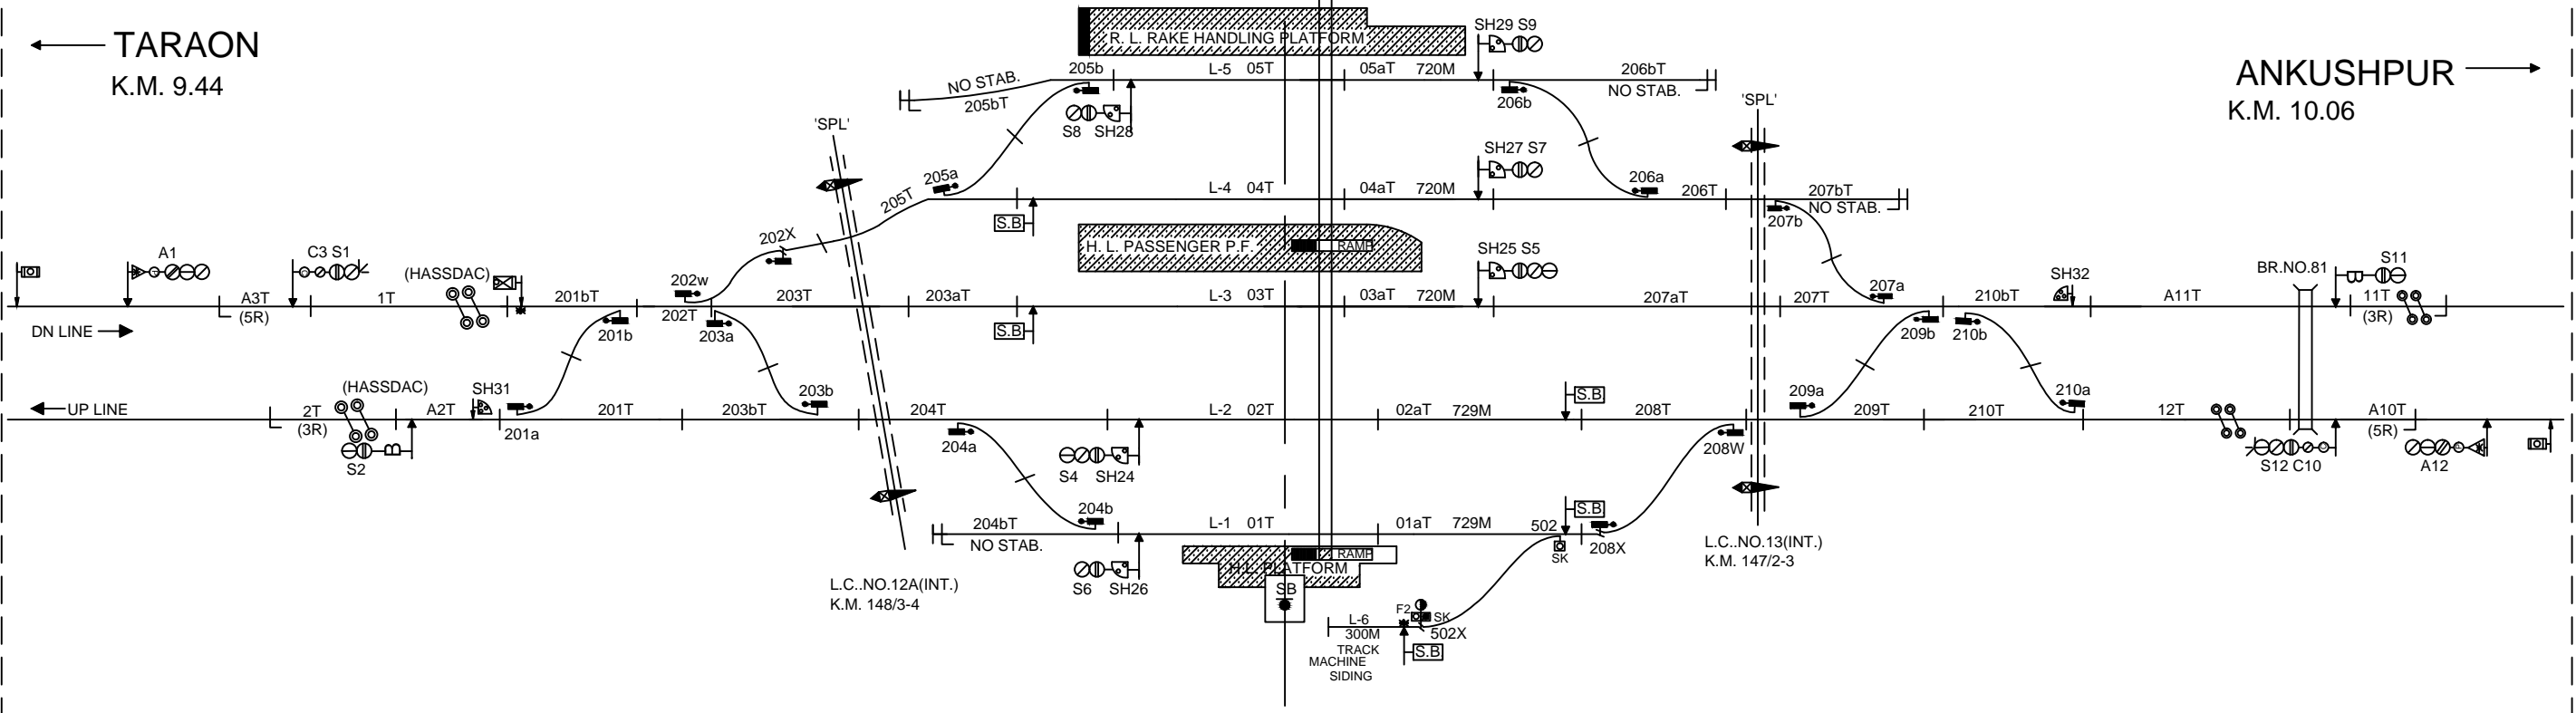 TARAON
K.M. 9.44
ANKUSHPUR
K.M. 10.06
R. L. RAKE HANDLING PLATFORM
SH29 S9
NO STAB.
205bT
205b
L-5 05T 05aT 720M
206bT
NO STAB.
S8 SH28
206b
'SPL'
'SPL'
SH27 S7
205a
205T
L-4 04T 04aT 720M
206a
206T
207bT
NO STAB.
207b
S.B
202X
H. L. PASSENGER P.F.
RAMP
SH25 S5
A1
C3 S1
(HASSDAC)
202w
207a
SH32
BR.NO.81
S11
A3T
(5R)
1T
201bT
202T
203T
203aT
L-3 03T 03aT 720M
207aT
207T
210bT
A11T
11T
(3R)
DN LINE
201b
203a
S.B
209b
210b
(HASSDAC)
SH31
203b
S.B
209a
210a
UP LINE
2T
(3R)
A2T
201T
203bT
204T
L-2 02T 02aT 729M
208T
209T
210T
12T
A10T
(5R)
S2
201a
204a
S4 SH24
208W
S12 C10
A12
204bT
NO STAB.
204b
L-1 01T 01aT 729M
502
S.B
SK
208X
L.C..NO.13(INT.)
K.M. 147/2-3
L.C..NO.12A(INT.)
K.M. 148/3-4
S6 SH26
RAMP
H.L. PLATFORM
SB
F2
SK
L-6
300M
502X
TRACK
MACHINE
SIDING
S.B